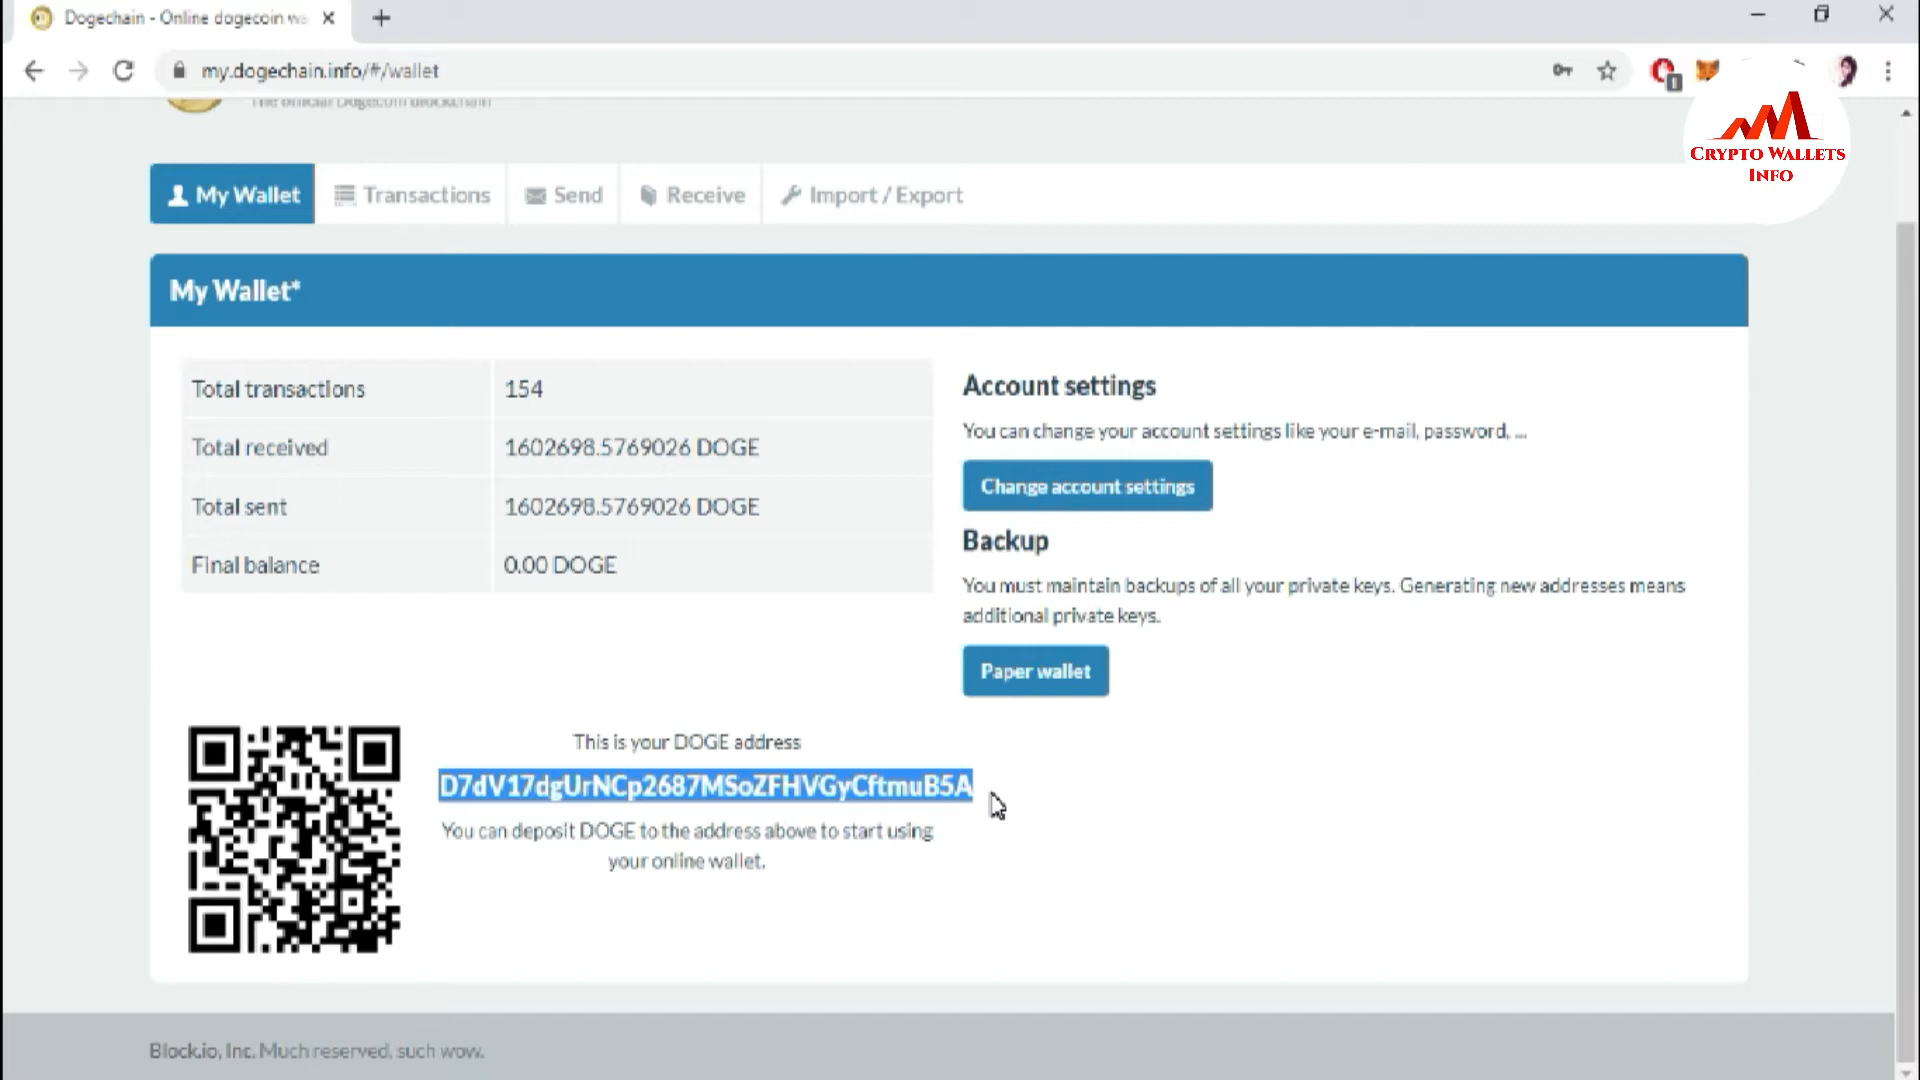 Dogechain - Online dogecoin wa
my.dogechain.info/#/wallet
The official Dogecoin blockchain
CRYPTO WALLETS
INFO
My Wallet
Transactions
Send
Receive
Import / Export
My Wallet*
Total transactions 154
Total received 1602698.5769026 DOGE
Total sent 1602698.5769026 DOGE
Final balance 0.00 DOGE
Account settings
You can change your account settings like your e-mail, password, ...
Change account settings
Backup
You must maintain backups of all your private keys. Generating new addresses means
additional private keys.
Paper wallet
This is your DOGE address
D7dV17dgUrNCp2687MSoZFHVGyCftmuB5A
You can deposit DOGE to the address above to start using
your online wallet.
Block.io, Inc. Much reserved, such wow.